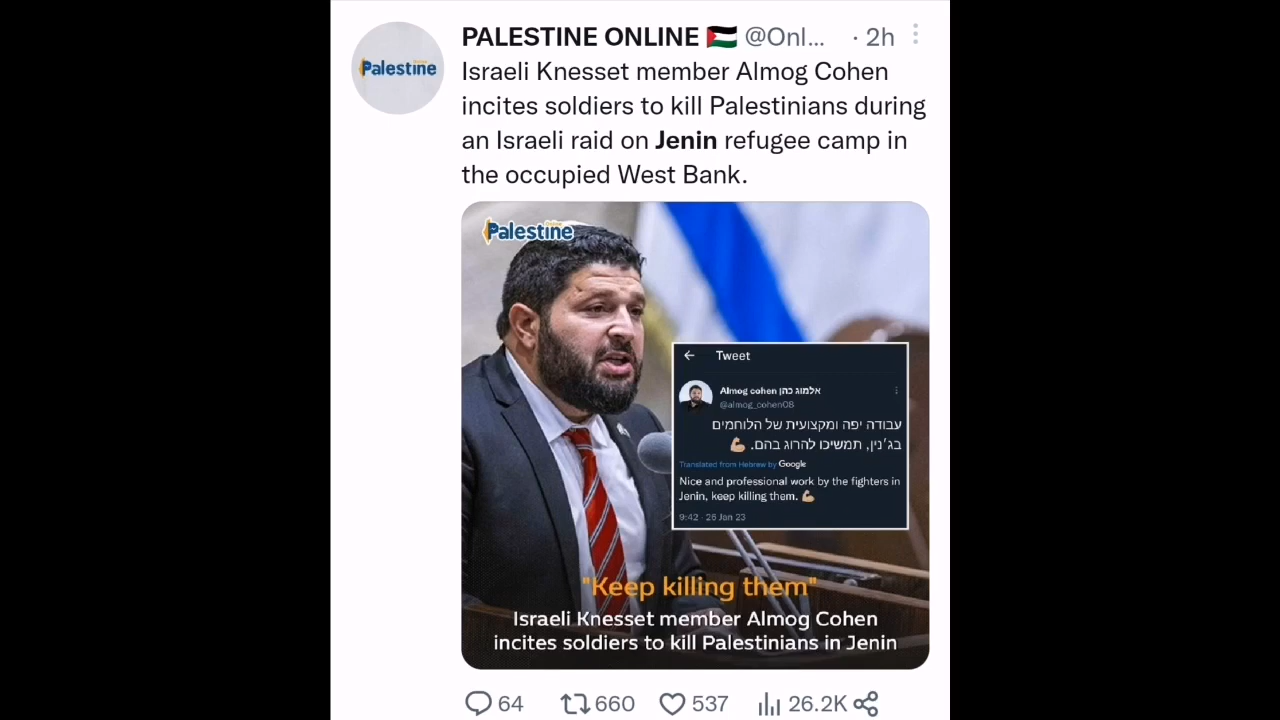 PALESTINE ONLINE 🇵🇸 @Onl... · 2h
Palestine
Israeli Knesset member Almog Cohen
incites soldiers to kill Palestinians during
an Israeli raid on Jenin refugee camp in
the occupied West Bank.
Palestine
Tweet
Almog cohen אלמוג כהן
@almog_cohen08
עבודה יפה ומקצועית של הלוחמים
בג'נין, תמשיכו להרוג בהם. 💪🏼
Translated from Hebrew by Google
Nice and professional work by the fighters in
Jenin, keep killing them. 💪🏼
9:42 · 26 Jan 23
"Keep killing them"
Israeli Knesset member Almog Cohen
incites soldiers to kill Palestinians in Jenin
64 660 537 26.2K